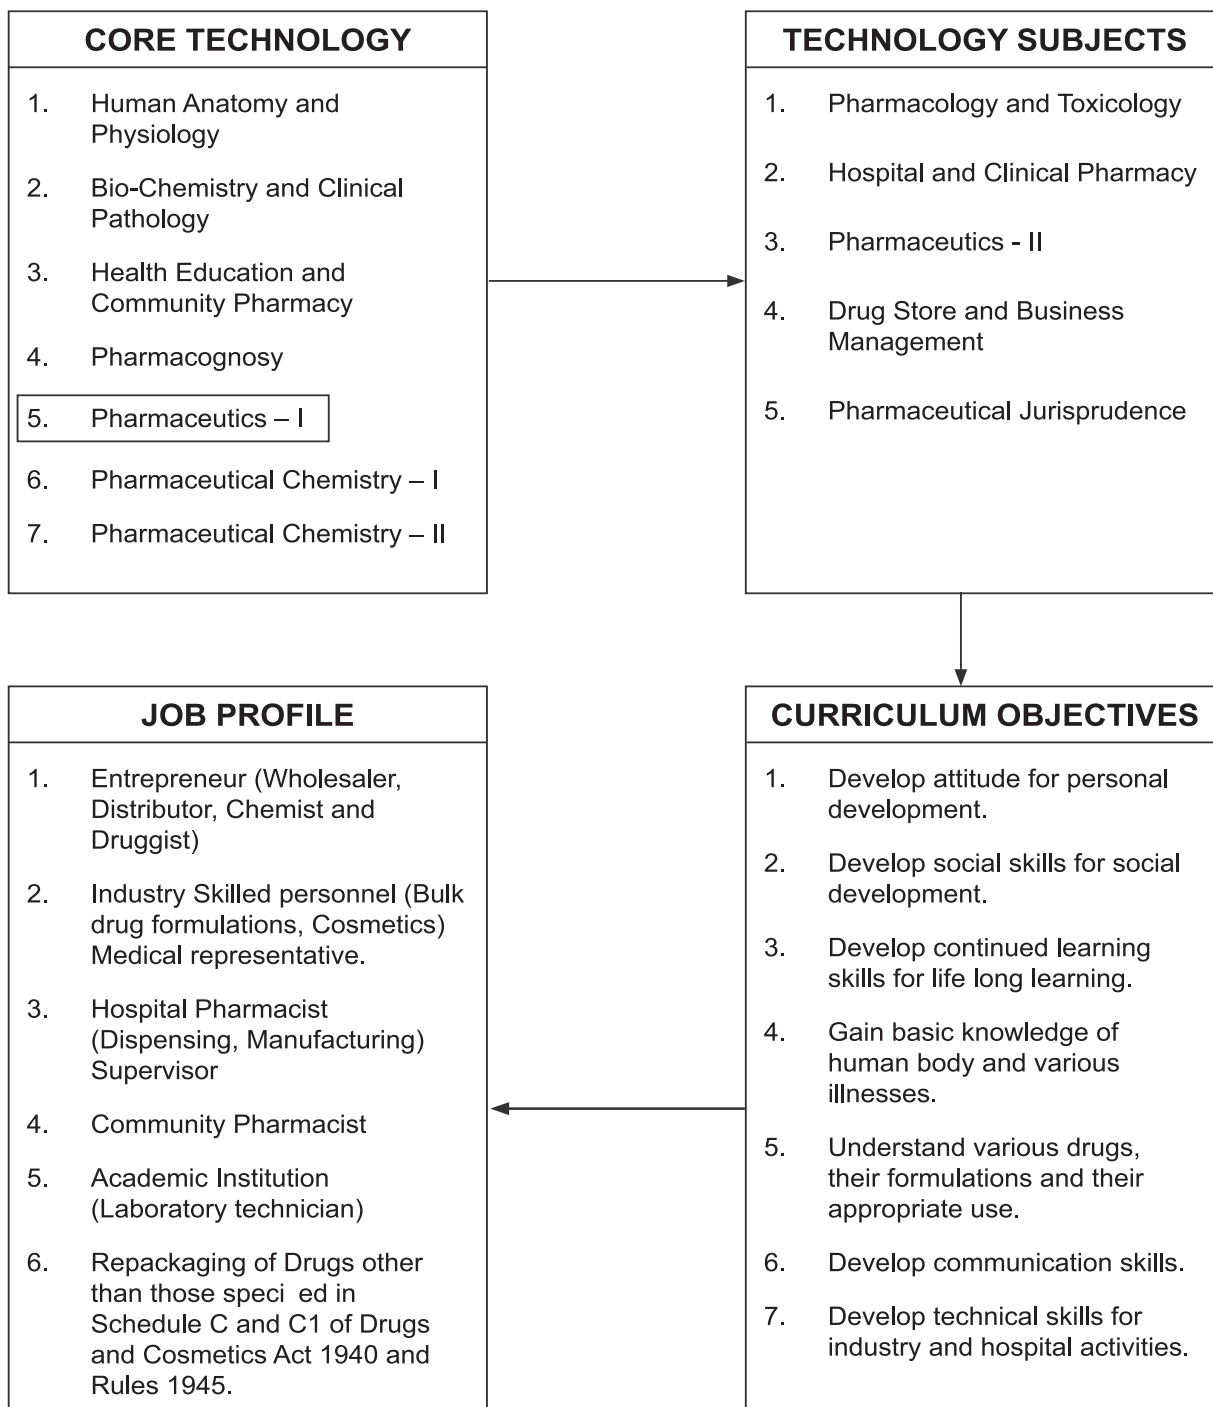 CORE TECHNOLOGY
1. Human Anatomy and
Physiology
2. Bio-Chemistry and Clinical
Pathology
3. Health Education and
Community Pharmacy
4. Pharmacognosy
5. Pharmaceutics – I
6. Pharmaceutical Chemistry – I
7. Pharmaceutical Chemistry – II
TECHNOLOGY SUBJECTS
1. Pharmacology and Toxicology
2. Hospital and Clinical Pharmacy
3. Pharmaceutics - II
4. Drug Store and Business
Management
5. Pharmaceutical Jurisprudence
JOB PROFILE
1. Entrepreneur (Wholesaler,
Distributor, Chemist and
Druggist)
2. Industry Skilled personnel (Bulk
drug formulations, Cosmetics)
Medical representative.
3. Hospital Pharmacist
(Dispensing, Manufacturing)
Supervisor
4. Community Pharmacist
5. Academic Institution
(Laboratory technician)
6. Repackaging of Drugs other
than those speci ed in
Schedule C and C1 of Drugs
and Cosmetics Act 1940 and
Rules 1945.
CURRICULUM OBJECTIVES
1. Develop attitude for personal
development.
2. Develop social skills for social
development.
3. Develop continued learning
skills for life long learning.
4. Gain basic knowledge of
human body and various
illnesses.
5. Understand various drugs,
their formulations and their
appropriate use.
6. Develop communication skills.
7. Develop technical skills for
industry and hospital activities.